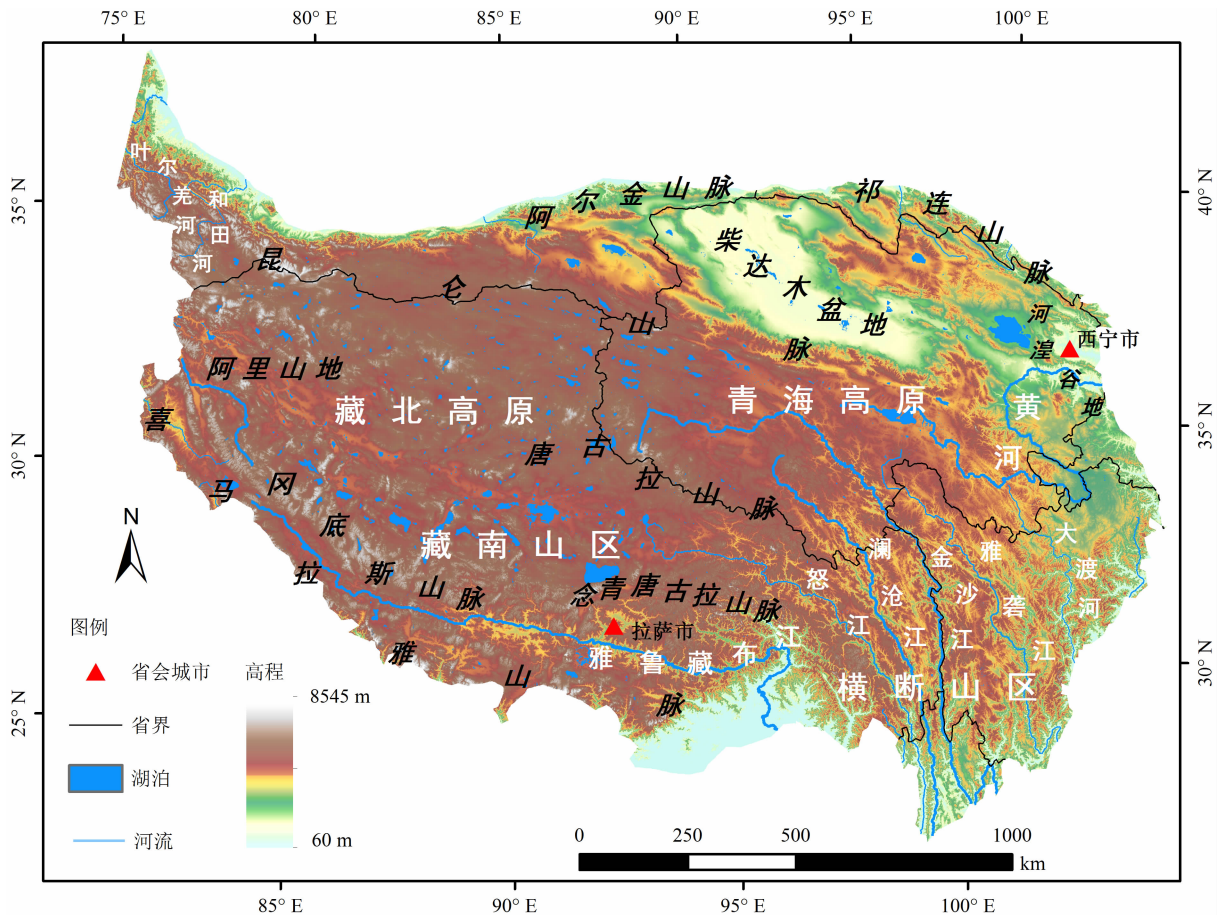 75° E
80° E
85° E
90° E
95° E
100° E
35° N
30° N
25° N
40° N
35° N
30° N
85° E
90° E
95° E
100° E
叶尔羌河
和田河
阿尔金山脉
祁连山脉
昆仑山脉
柴达木盆地
河湟谷地
西宁市
阿里山地
藏北高原
青海高原
黄河
唐古拉山脉
喜马拉雅山脉
冈底斯山脉
藏南山区
念青唐古拉山脉
拉萨市
雅鲁藏布江
怒江
澜沧江
金沙江
雅砻江
大渡河
横断山区
N
图例
省会城市
省界
湖泊
河流
高程
8545 m
60 m
0
250
500
1000
km